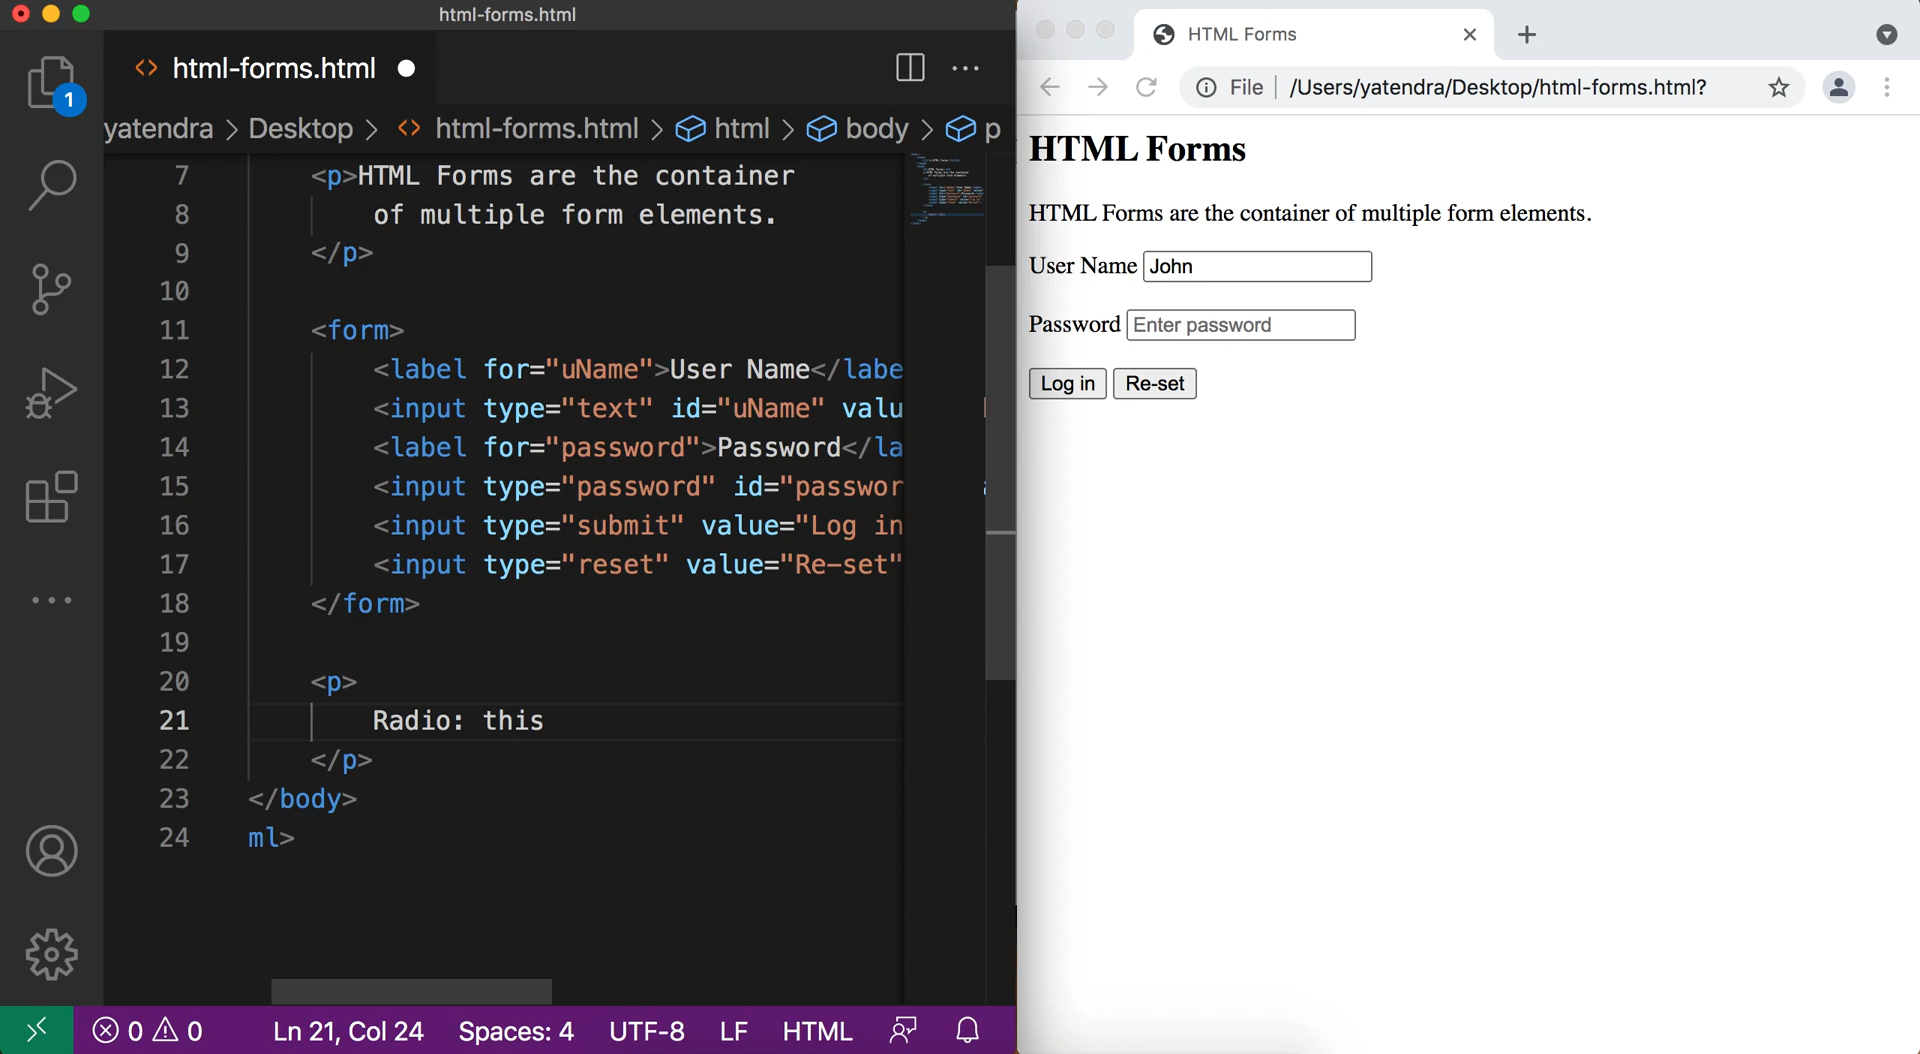 html-forms.html
html-forms.html
1
yatendra > Desktop > html-forms.html > html > body > p
7 <p>HTML Forms are the container
8 of multiple form elements.
9 </p>
10
11 <form>
12 <label for="uName">User Name</labe
13 <input type="text" id="uName" valu
14 <label for="password">Password</la
15 <input type="password" id="passwor
16 <input type="submit" value="Log in
17 <input type="reset" value="Re-set"
18 </form>
19
20 <p>
21 Radio: this
22 </p>
23 </body>
24 ml>
0 0 Ln 21, Col 24 Spaces: 4 UTF-8 LF HTML
HTML Forms
File /Users/yatendra/Desktop/html-forms.html?
HTML Forms
HTML Forms are the container of multiple form elements.
User Name John
Password Enter password
Log in Re-set